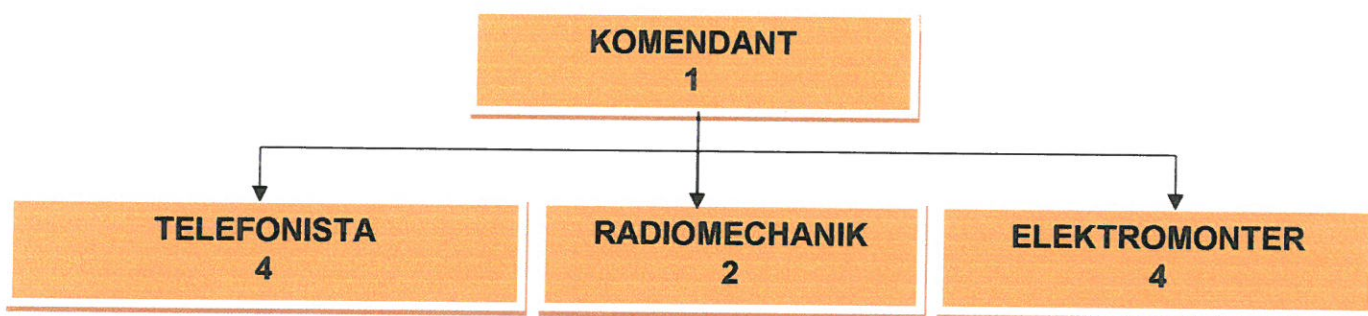 KOMENDANT
1
TELEFONISTA
4
RADIOMECHANIK
2
ELEKTROMONTER
4